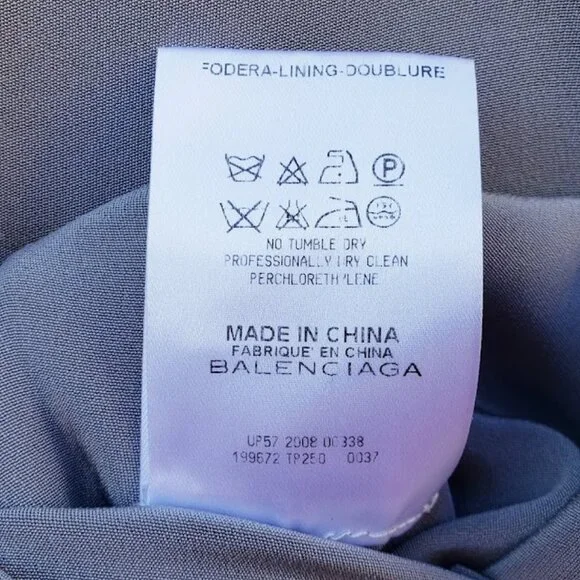 FODERA-LINING-DOUBLURE
P
NO TUMBLE DRY
PROFESSIONALLY DRY CLEAN
PERCHLORETHYLENE
MADE IN CHINA
FABRIQUE' EN CHINA
BALENCIAGA
UP57 2008 00338
199672 TP250 0037